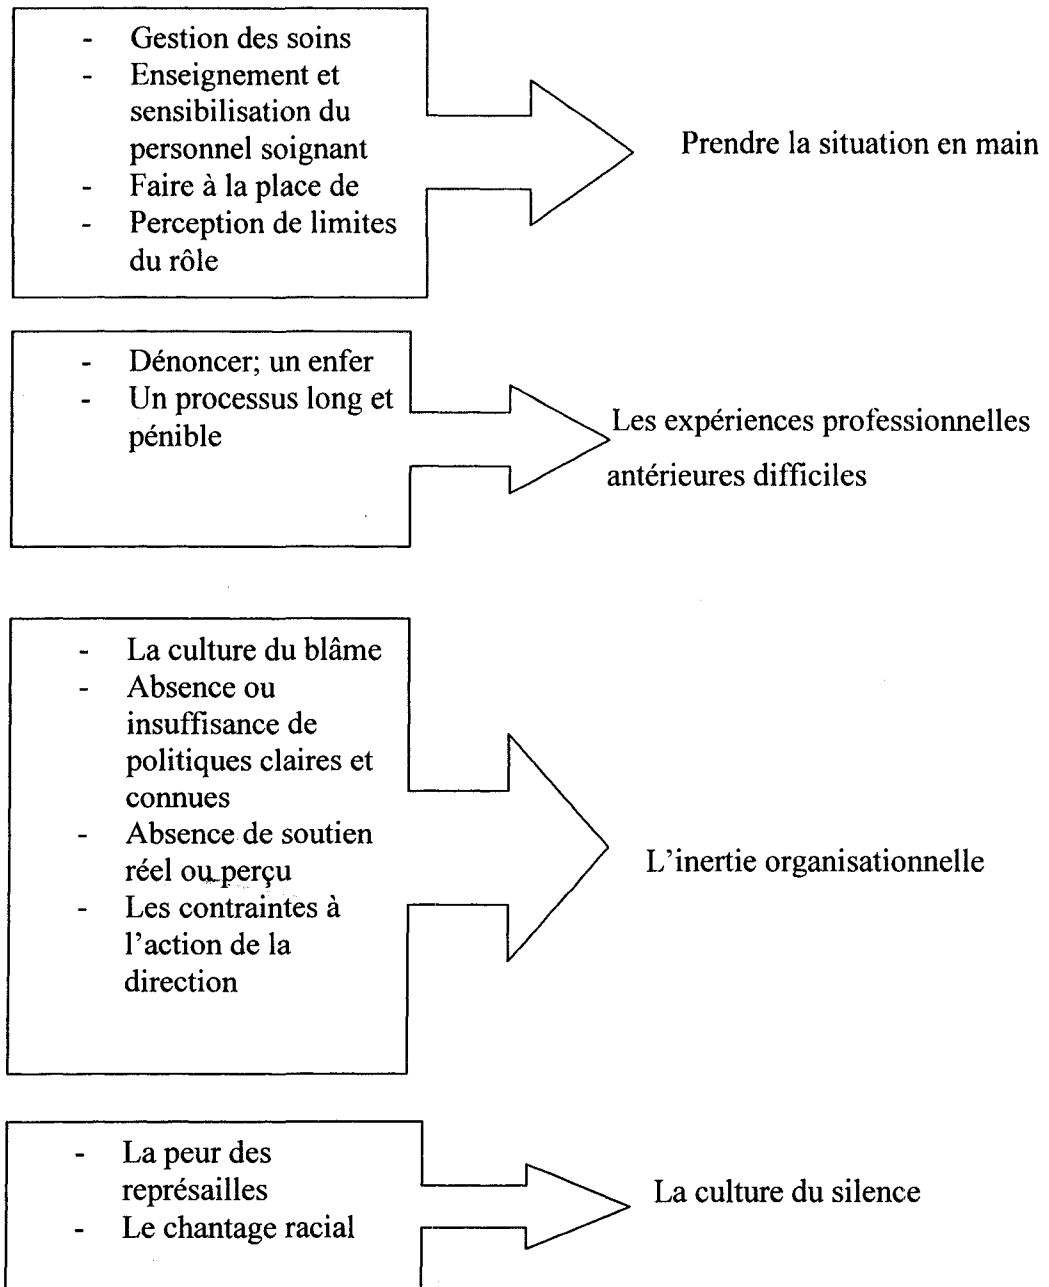 - Gestion des soins
- Enseignement et
sensibilisation du
personnel soignant
- Faire à la place de
- Perception de limites
du rôle
Prendre la situation en main
- Dénoncer; un enfer
- Un processus long et
pénible
Les expériences professionnelles
antérieures difficiles
- La culture du blâme
- Absence ou
insuffisance de
politiques claires et
connues
- Absence de soutien
réel ou perçu
- Les contraintes à
l’action de la
direction
L’inertie organisationnelle
- La peur des
représailles
- Le chantage racial
La culture du silence